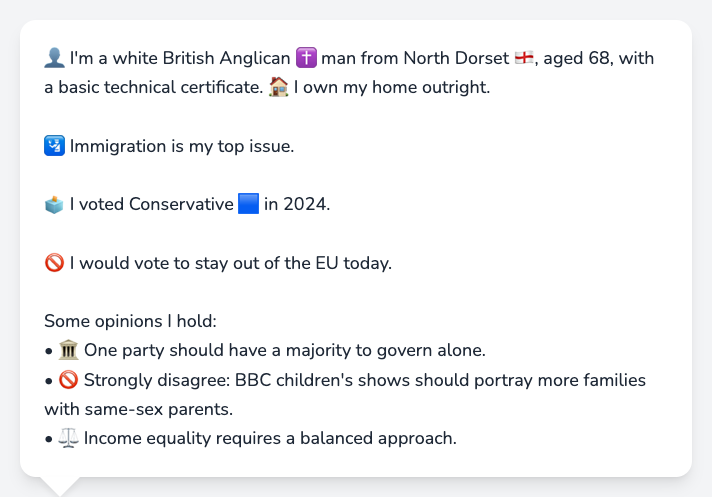 👤 I'm a white British Anglican ✝️ man from North Dorset 🏴󠁧󠁢󠁥󠁮󠁧󠁿, aged 68, with
a basic technical certificate. 🏠 I own my home outright.
🛂 Immigration is my top issue.
🗳️ I voted Conservative 🟦 in 2024.
🚫 I would vote to stay out of the EU today.
Some opinions I hold:
• 🏛️ One party should have a majority to govern alone.
• 🚫 Strongly disagree: BBC children's shows should portray more families
with same-sex parents.
• ⚖️ Income equality requires a balanced approach.